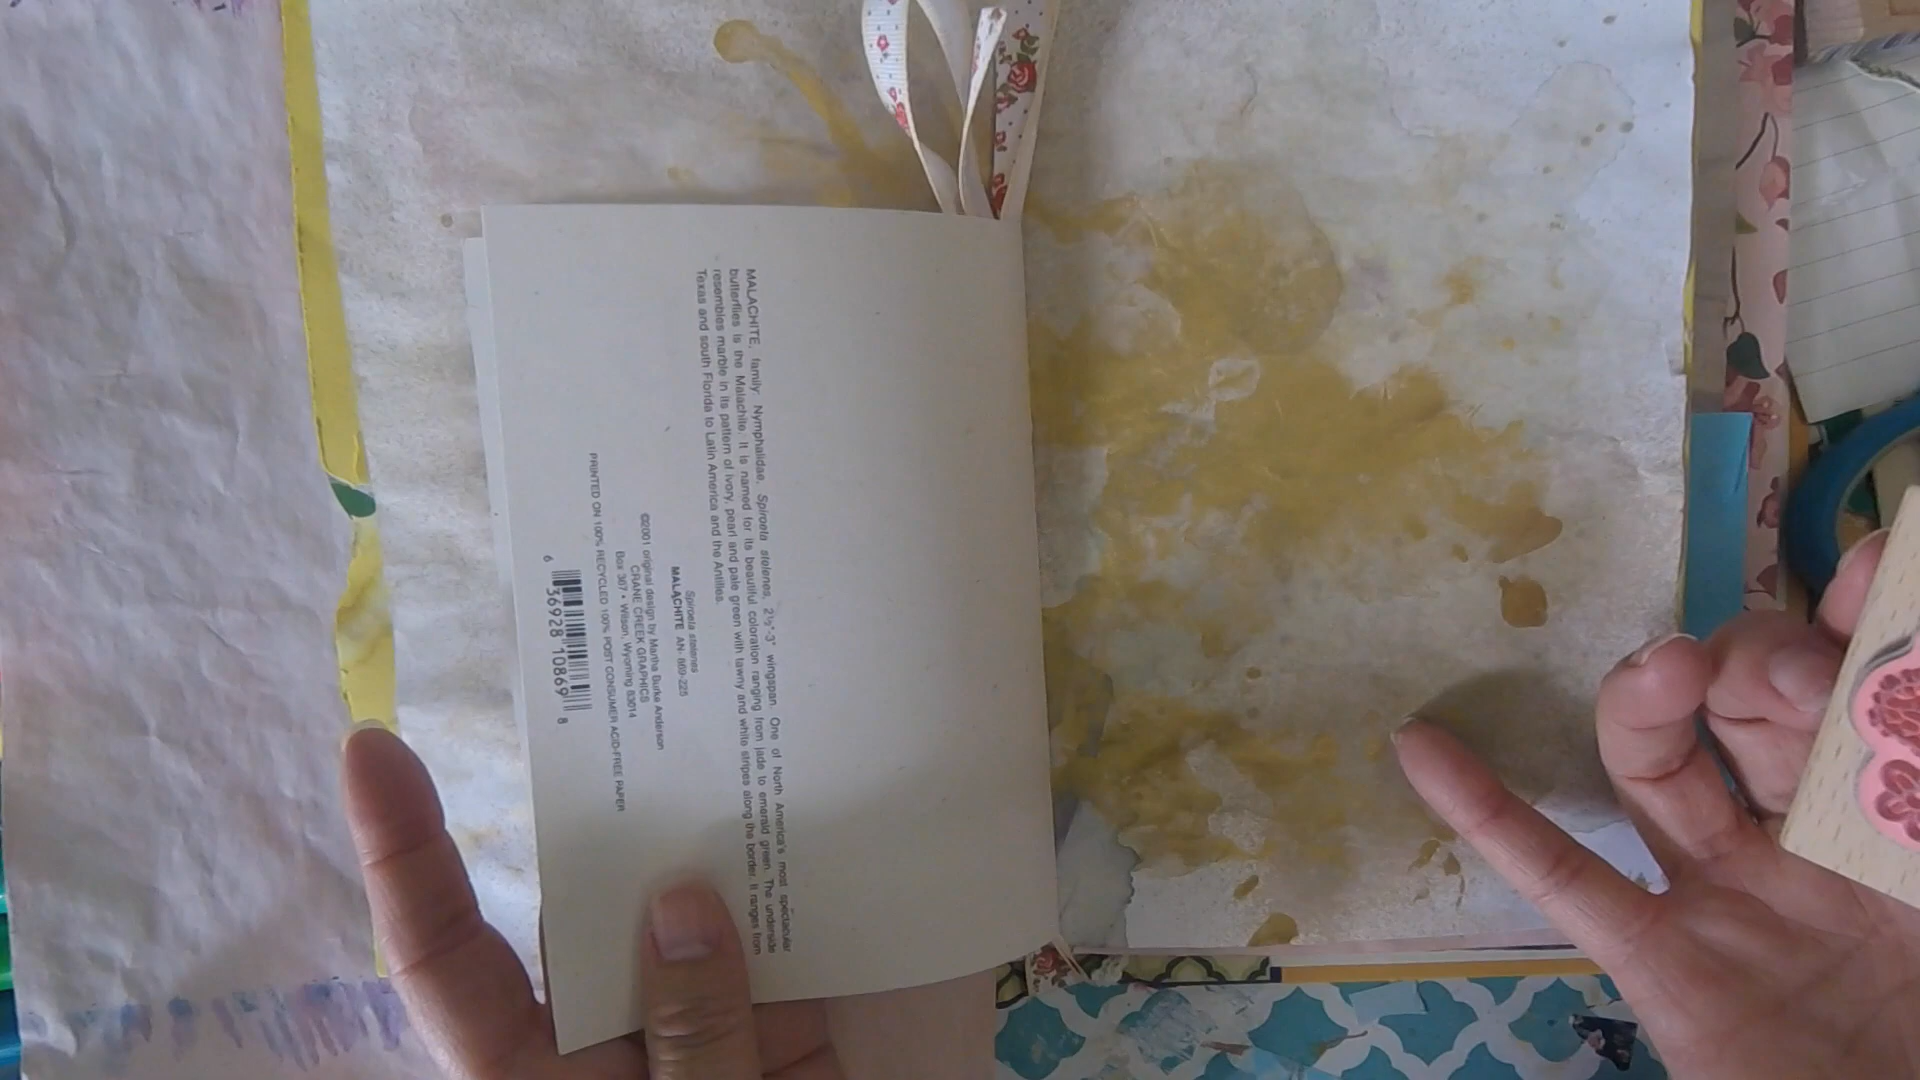 MALACHITE, family: Nymphalidae, Spiroeta stelenes, 2½"-3" wingspan. One of North America's most spectacular
butterflies is the Malachite. It is named for its beautiful coloration ranging from jade to emerald green. The underside
resembles marble in its pattern of ivory, pearl and pale green with tawny and white stripes along the border. It ranges from
Texas and south Florida to Latin America and the Antilles.
Spiroeta stelenes
MALACHITE AN- 869-225
©2001 original design by Martha Burke Anderson
CRANE CREEK GRAPHICS
Box 307 • Wilson, Wyoming 83014
PRINTED ON 100% RECYCLED 100% POST CONSUMER ACID-FREE PAPER
6 36928 10869 8